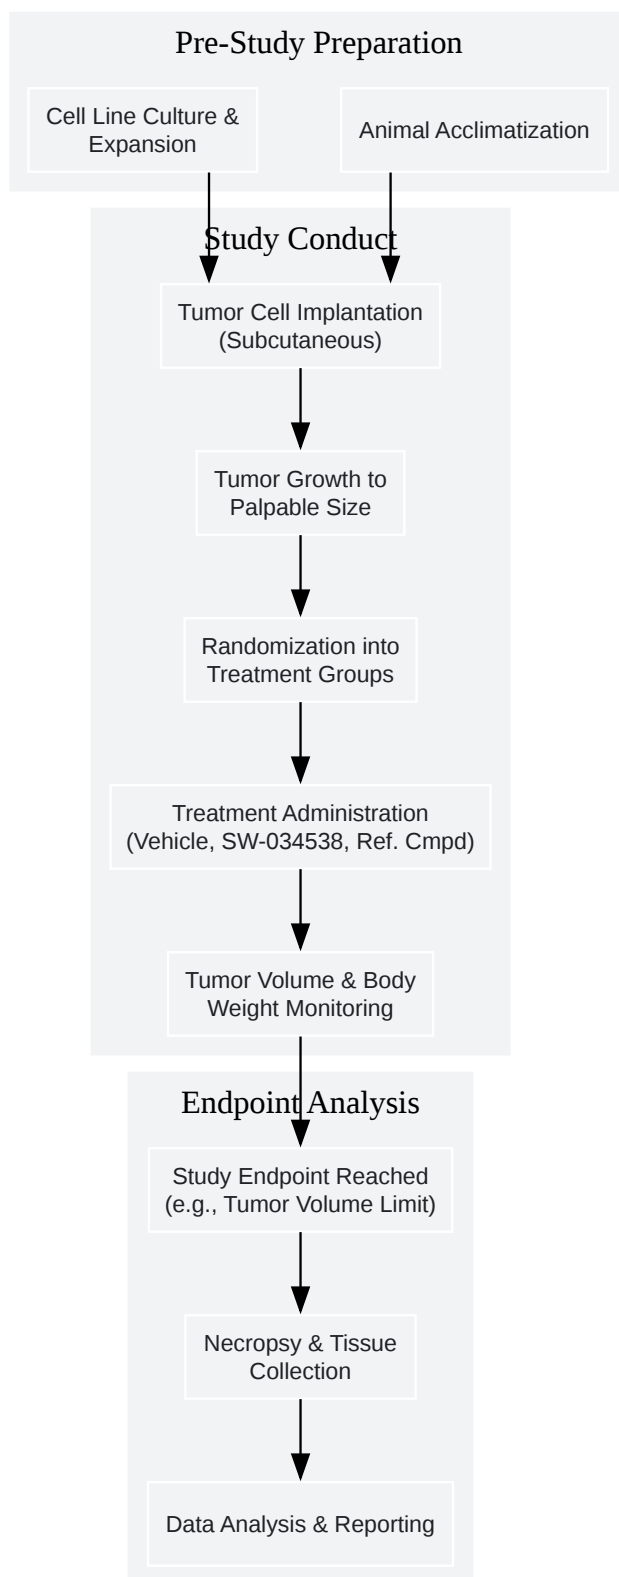 Pre-Study Preparation
Cell Line Culture &
Expansion
Animal Acclimatization
Study Conduct
Tumor Cell Implantation
(Subcutaneous)
Tumor Growth to
Palpable Size
Randomization into
Treatment Groups
Treatment Administration
(Vehicle, SW-034538, Ref. Cmpd)
Tumor Volume & Body
Weight Monitoring
Endpoint Analysis
Study Endpoint Reached
(e.g., Tumor Volume Limit)
Necropsy & Tissue
Collection
Data Analysis & Reporting